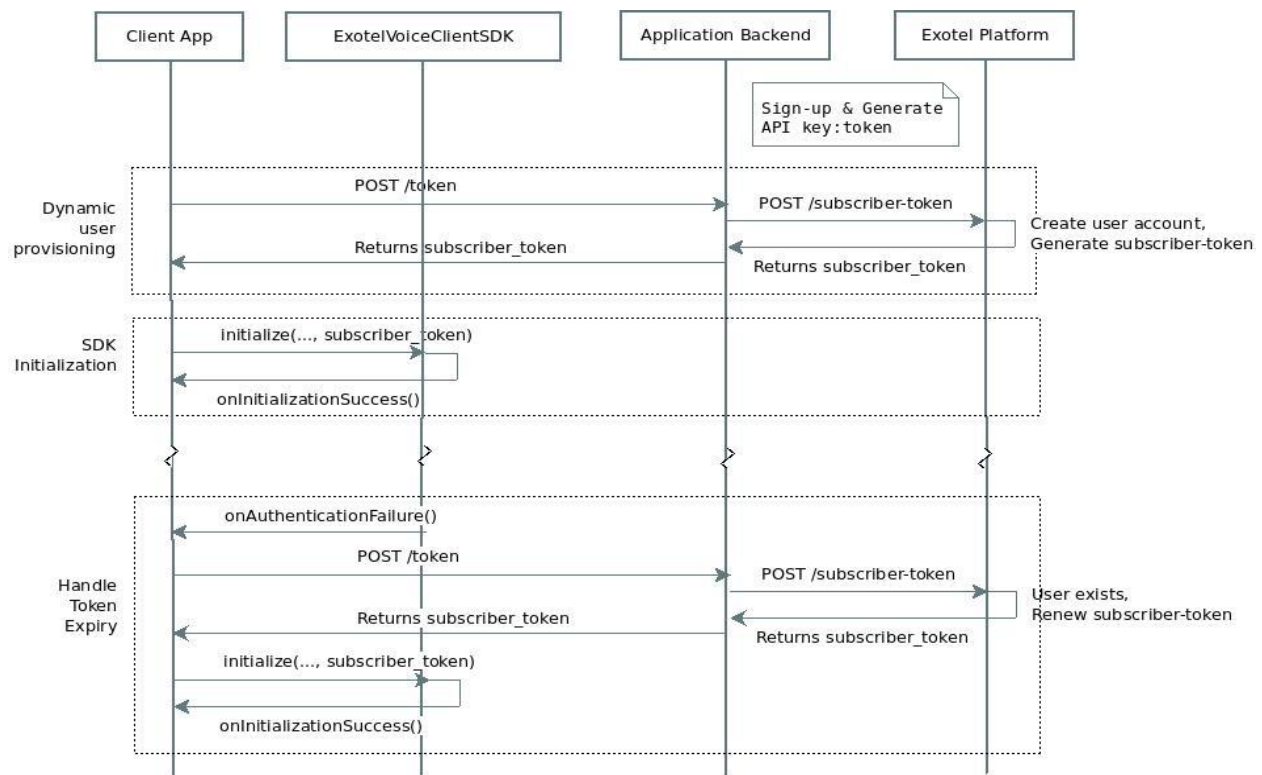 Client App
ExotelVoiceClientSDK
Application Backend
Exotel Platform
Sign-up & Generate
API key:token
Dynamic
user
provisioning
POST /token
POST /subscriber-token
Create user account,
Generate subscriber-token
Returns subscriber_token
Returns subscriber_token
SDK
Initialization
initialize(..., subscriber_token)
onInitializationSuccess()
Handle
Token
Expiry
onAuthenticationFailure()
POST /token
POST /subscriber-token
User exists,
Renew subscriber-token
Returns subscriber_token
Returns subscriber_token
initialize(..., subscriber_token)
onInitializationSuccess()